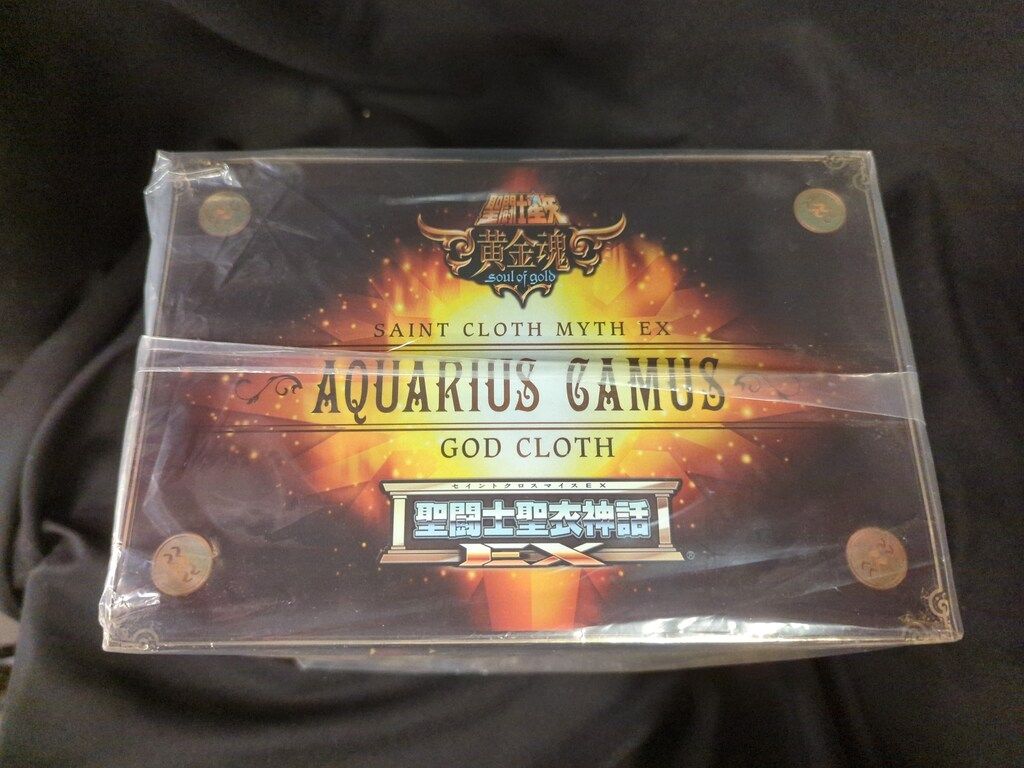 聖闘士星矢
黄金魂
soul of gold
SAINT CLOTH MYTH EX
AQUARIUS CAMUS
GOD CLOTH
セイントクロスマイスEX
聖闘士聖衣神話
EX
®